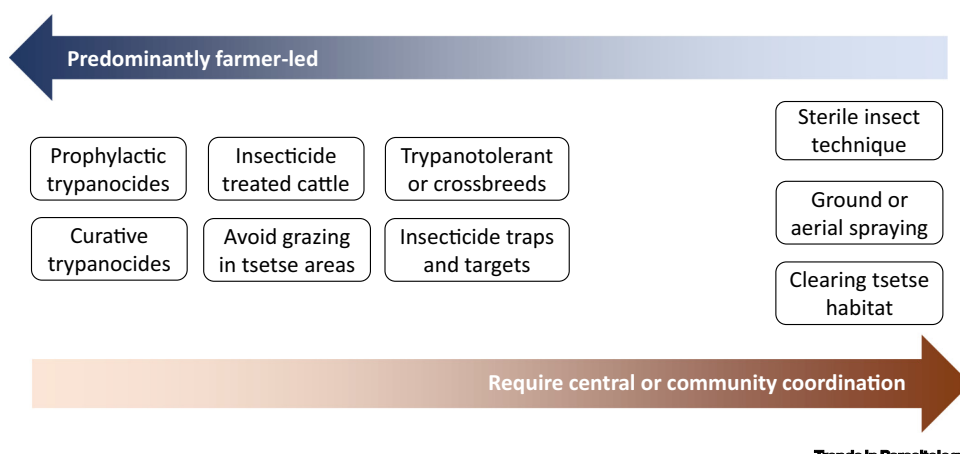 Predominantly farmer-led
Prophylactic
trypanocides
Insecticide
treated cattle
Trypanotolerant
or crossbreeds
Sterile insect
technique
Curative
trypanocides
Avoid grazing
in tsetse areas
Insecticide traps
and targets
Ground or
aerial spraying
Clearing tsetse
habitat
Require central or community coordination